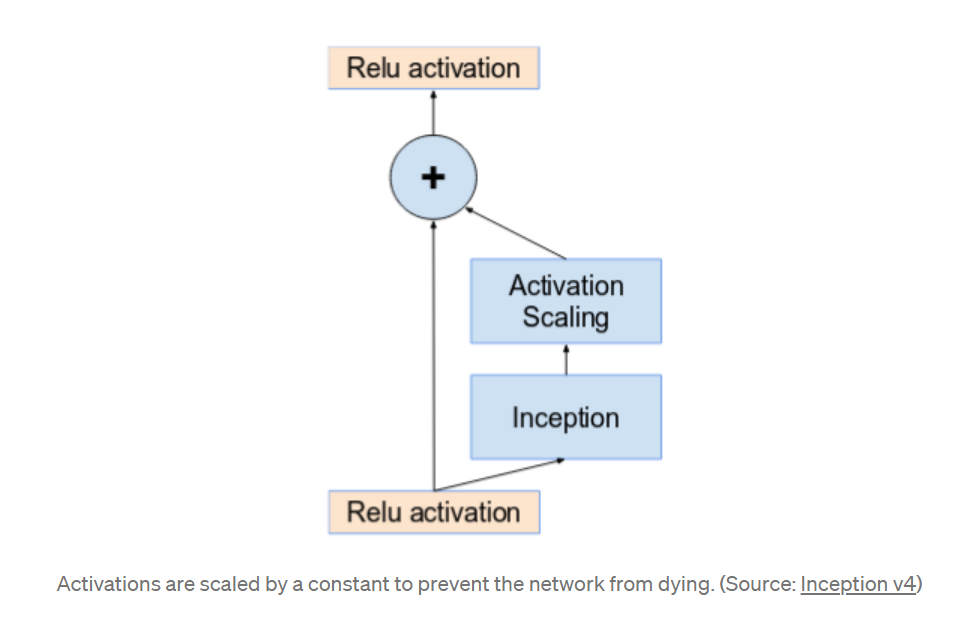 Relu activation
+
Activation
Scaling
Inception
Relu activation
Activations are scaled by a constant to prevent the network from dying. (Source: Inception v4)